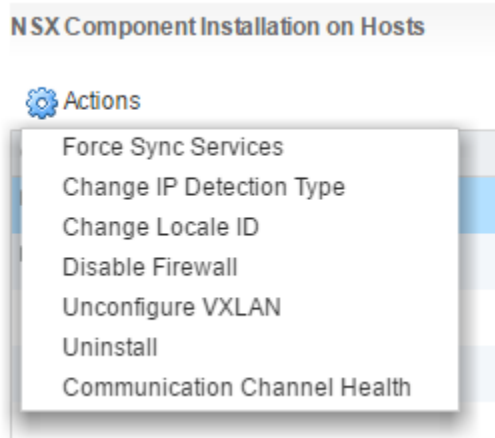 NSX Component Installation on Hosts
Actions
Force Sync Services
Change IP Detection Type
Change Locale ID
Disable Firewall
Unconfigure VXLAN
Uninstall
Communication Channel Health